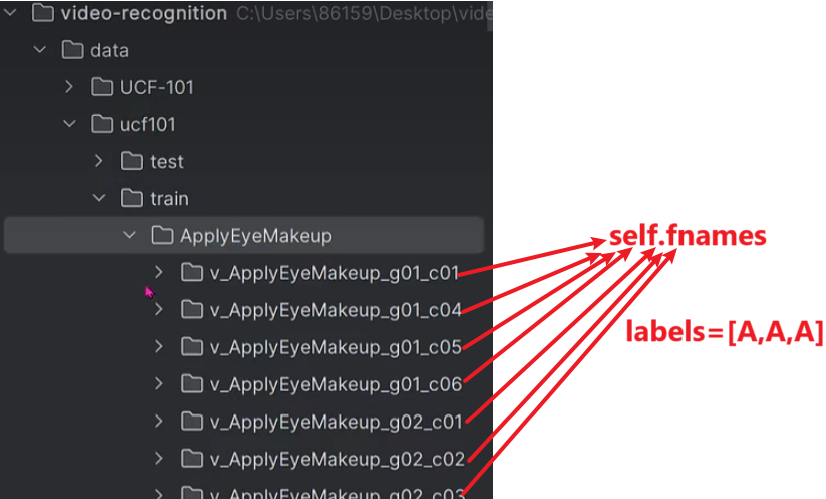 video-recognition C:\Users\86159\Desktop\vide
data
UCF-101
ucf101
test
train
ApplyEyeMakeup
v_ApplyEyeMakeup_g01_c01
v_ApplyEyeMakeup_g01_c04
v_ApplyEyeMakeup_g01_c05
v_ApplyEyeMakeup_g01_c06
v_ApplyEyeMakeup_g02_c01
v_ApplyEyeMakeup_g02_c02
v_ApplyEyeMakeup_g02_c03
self.fnames
labels=[A,A,A]